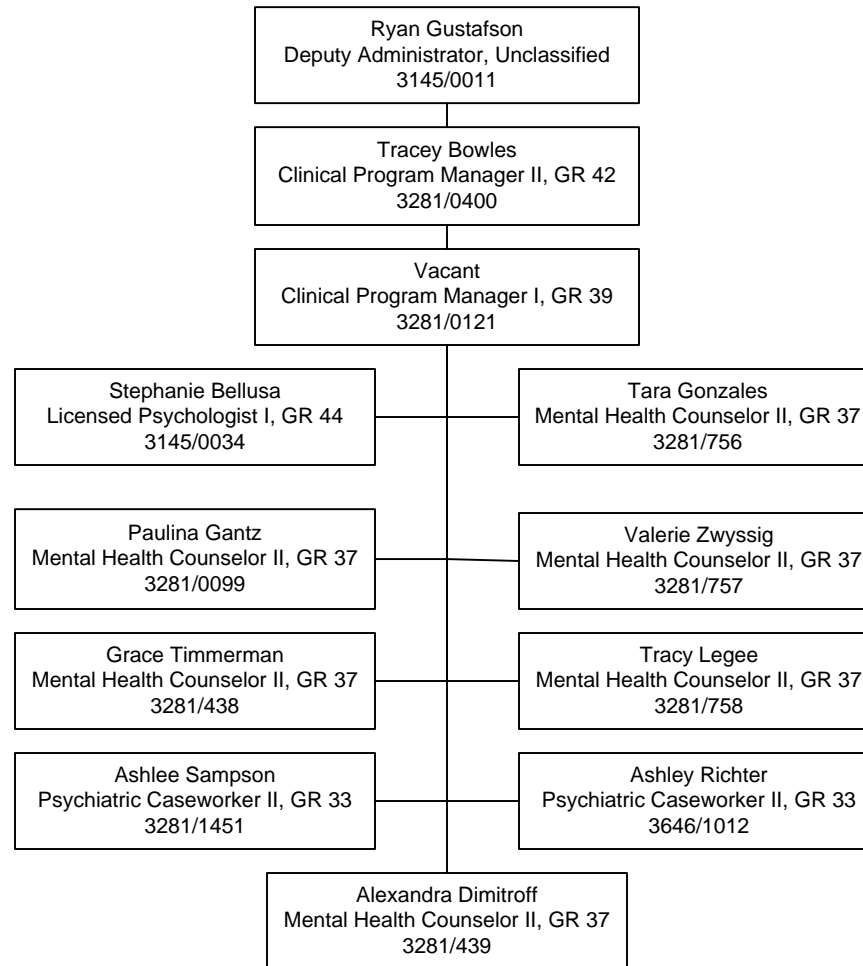 Ryan Gustafson
Deputy Administrator, Unclassified
3145/0011
Tracey Bowles
Clinical Program Manager II, GR 42
3281/0400
Vacant
Clinical Program Manager I, GR 39
3281/0121
Stephanie Bellusa
Licensed Psychologist I, GR 44
3145/0034
Tara Gonzales
Mental Health Counselor II, GR 37
3281/756
Paulina Gantz
Mental Health Counselor II, GR 37
3281/0099
Valerie Zwyssig
Mental Health Counselor II, GR 37
3281/757
Grace Timmerman
Mental Health Counselor II, GR 37
3281/438
Tracy Legee
Mental Health Counselor II, GR 37
3281/758
Ashlee Sampson
Psychiatric Caseworker II, GR 33
3281/1451
Ashley Richter
Psychiatric Caseworker II, GR 33
3646/1012
Alexandra Dimitroff
Mental Health Counselor II, GR 37
3281/439